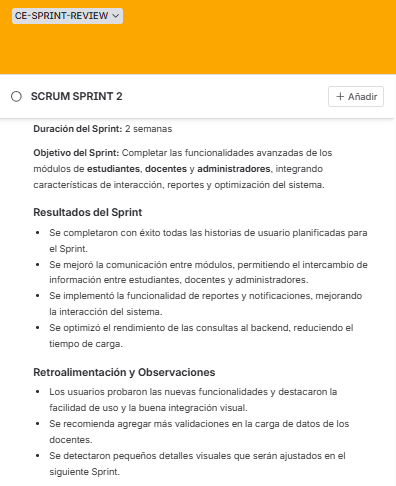 CE-SPRINT-REVIEW
SCRUM SPRINT 2
+ Añadir
Duración del Sprint: 2 semanas
Objetivo del Sprint: Completar las funcionalidades avanzadas de los
módulos de estudiantes, docentes y administradores, integrando
características de interacción, reportes y optimización del sistema.
Resultados del Sprint
• Se completaron con éxito todas las historias de usuario planificadas para
el Sprint.
• Se mejoró la comunicación entre módulos, permitiendo el intercambio de
información entre estudiantes, docentes y administradores.
• Se implementó la funcionalidad de reportes y notificaciones, mejorando
la interacción del sistema.
• Se optimizó el rendimiento de las consultas al backend, reduciendo el
tiempo de carga.
Retroalimentación y Observaciones
• Los usuarios probaron las nuevas funcionalidades y destacaron la
facilidad de uso y la buena integración visual.
• Se recomienda agregar más validaciones en la carga de datos de los
docentes.
• Se detectaron pequeños detalles visuales que serán ajustados en el
siguiente Sprint.